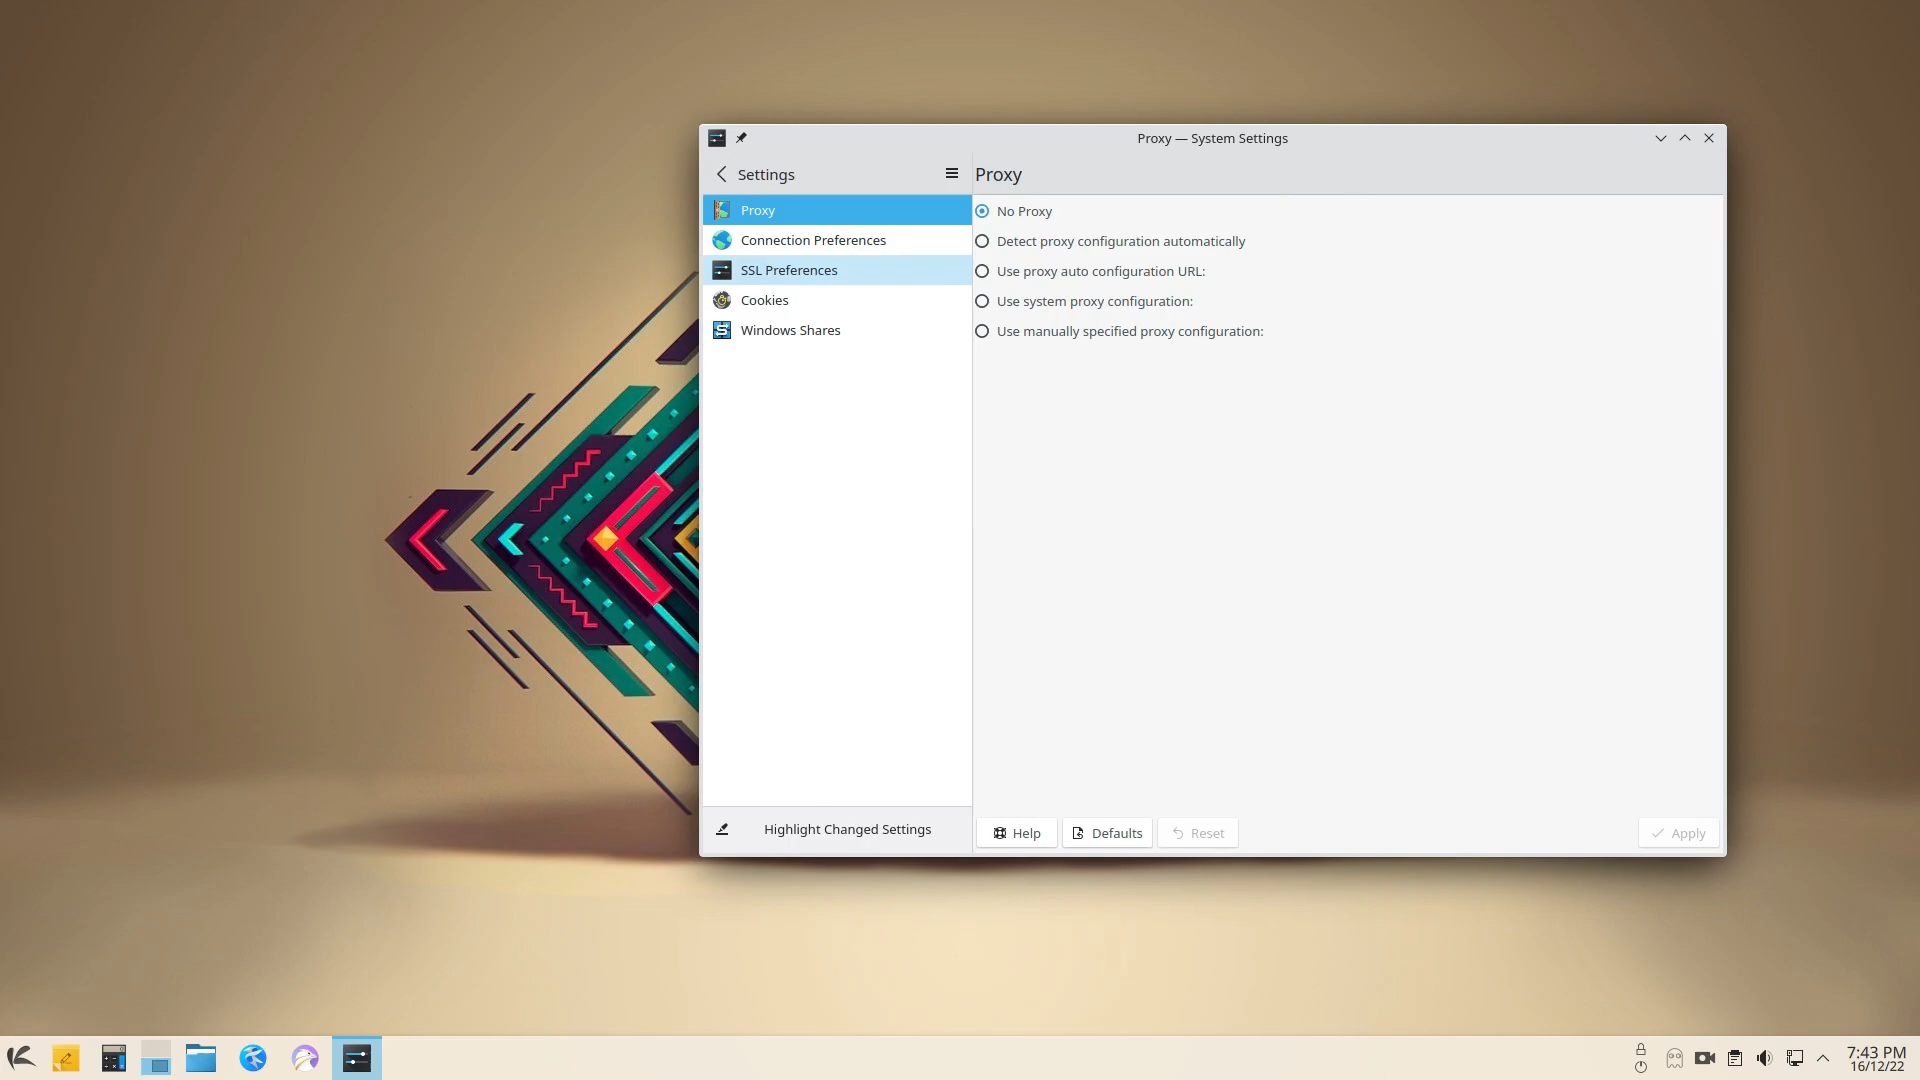 Proxy — System Settings
Settings
Proxy
Proxy
Connection Preferences
SSL Preferences
Cookies
Windows Shares
No Proxy
Detect proxy configuration automatically
Use proxy auto configuration URL:
Use system proxy configuration:
Use manually specified proxy configuration:
Highlight Changed Settings
Help
Defaults
Reset
Apply
7:43 PM
16/12/22